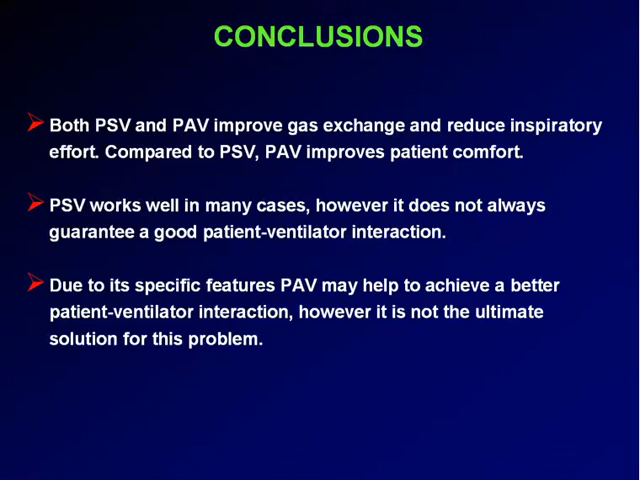 CONCLUSIONS
Both PSV and PAV improve gas exchange and reduce inspiratory
effort. Compared to PSV, PAV improves patient comfort.
PSV works well in many cases, however it does not always
guarantee a good patient-ventilator interaction.
Due to its specific features PAV may help to achieve a better
patient-ventilator interaction, however it is not the ultimate
solution for this problem.